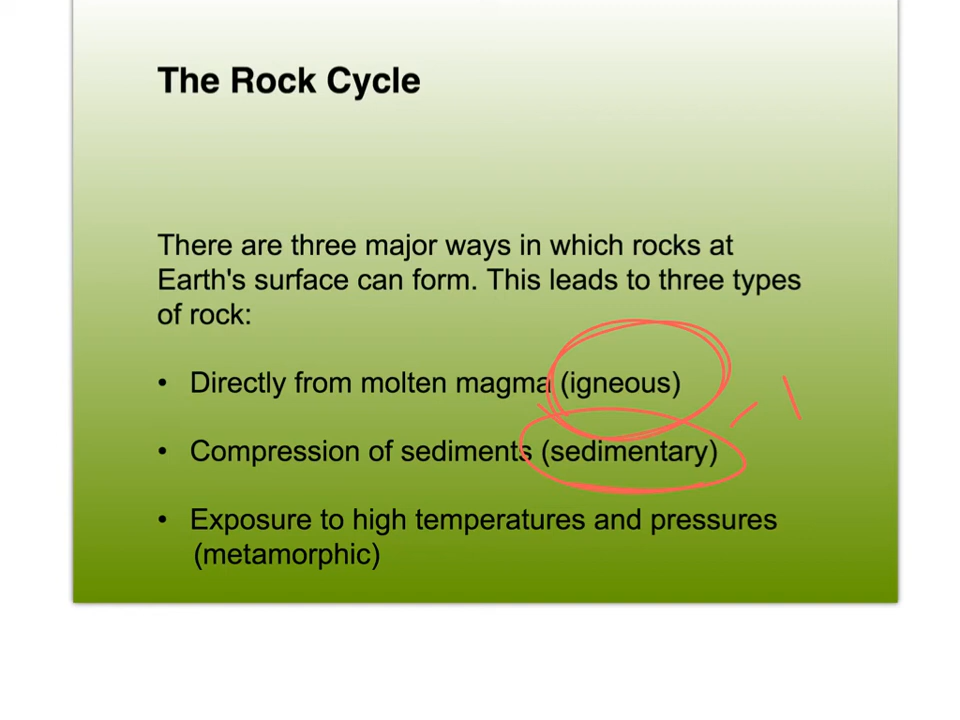 The Rock Cycle
There are three major ways in which rocks at
Earth's surface can form. This leads to three types
of rock:
• Directly from molten magma (igneous)
• Compression of sediments (sedimentary)
• Exposure to high temperatures and pressures
(metamorphic)